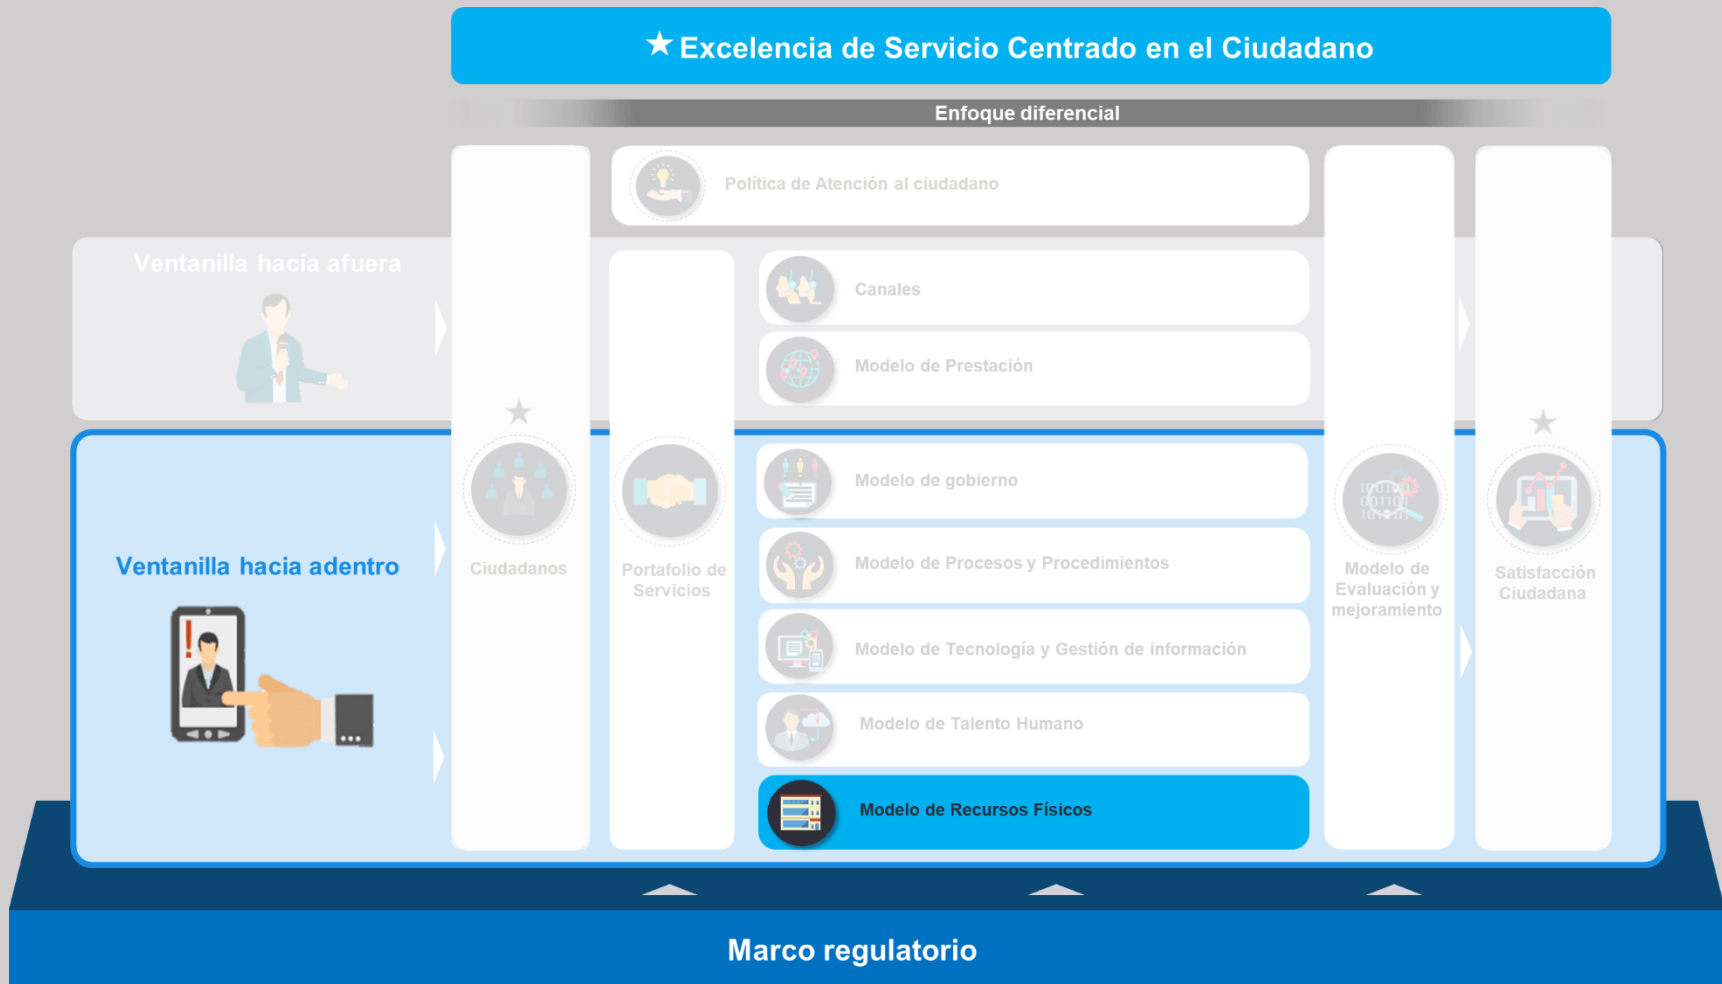 ★ Excelencia de Servicio Centrado en el Ciudadano
Enfoque diferencial
Política de Atención al ciudadano
Ventanilla hacia afuera
Canales
Modelo de Prestación
Ventanilla hacia adentro
Ciudadanos
Portafolio de
Servicios
Modelo de gobierno
Modelo de Procesos y Procedimientos
Modelo de Tecnología y Gestión de información
Modelo de Talento Humano
Modelo de Recursos Físicos
Modelo de
Evaluación y
mejoramiento
Satisfacción
Ciudadana
Marco regulatorio